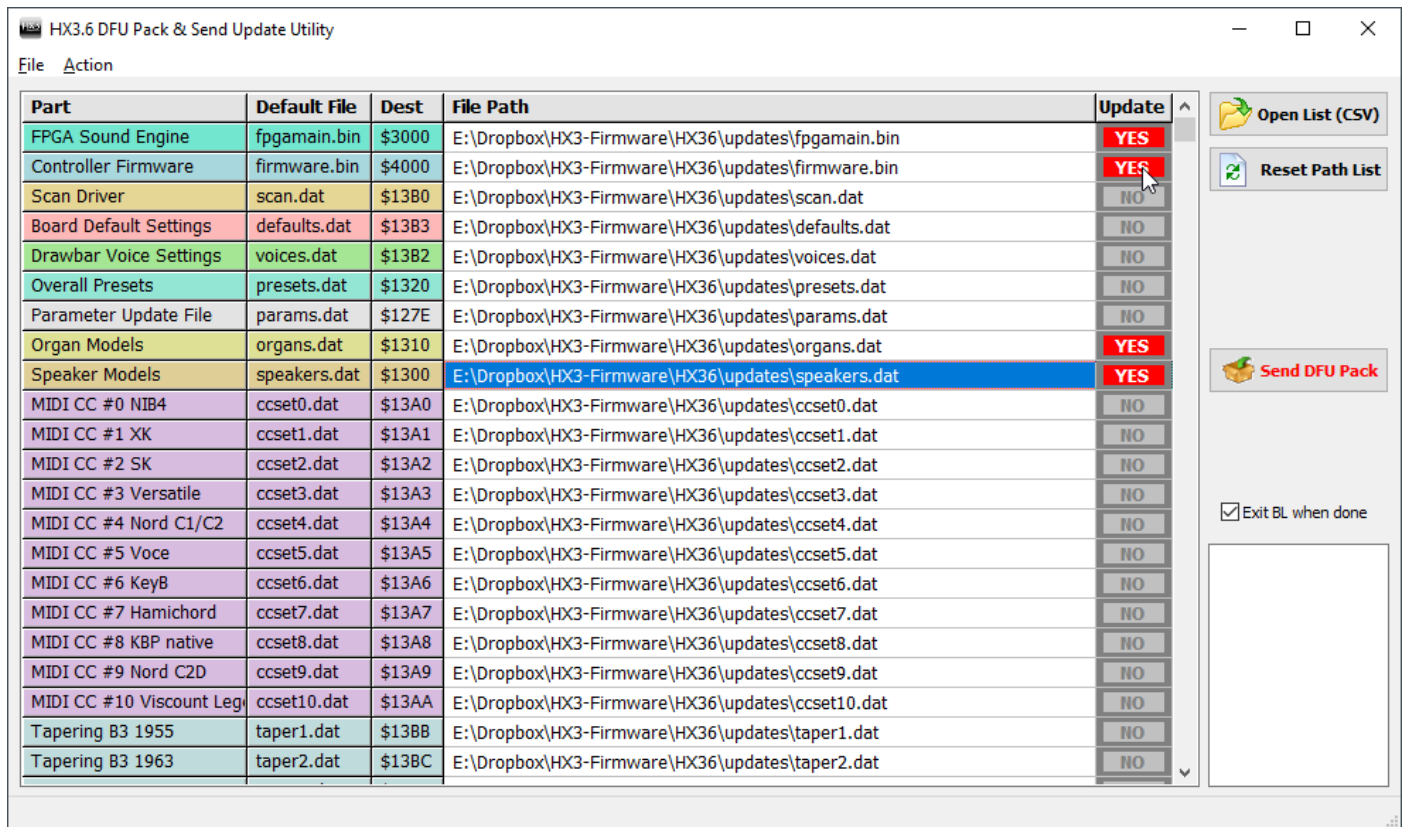 HX3.6 DFU Pack & Send Update Utility
File Action
Part Default File Dest File Path Update
FPGA Sound Engine fpgamain.bin $3000 E:\Dropbox\HX3-Firmware\HX36\updates\fpgamain.bin YES
Controller Firmware firmware.bin $4000 E:\Dropbox\HX3-Firmware\HX36\updates\firmware.bin YES
Scan Driver scan.dat $13B0 E:\Dropbox\HX3-Firmware\HX36\updates\scan.dat NO
Board Default Settings defaults.dat $13B3 E:\Dropbox\HX3-Firmware\HX36\updates\defaults.dat NO
Drawbar Voice Settings voices.dat $13B2 E:\Dropbox\HX3-Firmware\HX36\updates\voices.dat NO
Overall Presets presets.dat $1320 E:\Dropbox\HX3-Firmware\HX36\updates\presets.dat NO
Parameter Update File params.dat $127E E:\Dropbox\HX3-Firmware\HX36\updates\params.dat NO
Organ Models organs.dat $1310 E:\Dropbox\HX3-Firmware\HX36\updates\organs.dat YES
Speaker Models speakers.dat $1300 E:\Dropbox\HX3-Firmware\HX36\updates\speakers.dat YES
MIDI CC #0 NIB4 ccset0.dat $13A0 E:\Dropbox\HX3-Firmware\HX36\updates\ccset0.dat NO
MIDI CC #1 XK ccset1.dat $13A1 E:\Dropbox\HX3-Firmware\HX36\updates\ccset1.dat NO
MIDI CC #2 SK ccset2.dat $13A2 E:\Dropbox\HX3-Firmware\HX36\updates\ccset2.dat NO
MIDI CC #3 Versatile ccset3.dat $13A3 E:\Dropbox\HX3-Firmware\HX36\updates\ccset3.dat NO
MIDI CC #4 Nord C1/C2 ccset4.dat $13A4 E:\Dropbox\HX3-Firmware\HX36\updates\ccset4.dat NO
MIDI CC #5 Voce ccset5.dat $13A5 E:\Dropbox\HX3-Firmware\HX36\updates\ccset5.dat NO
MIDI CC #6 KeyB ccset6.dat $13A6 E:\Dropbox\HX3-Firmware\HX36\updates\ccset6.dat NO
MIDI CC #7 Hamichord ccset7.dat $13A7 E:\Dropbox\HX3-Firmware\HX36\updates\ccset7.dat NO
MIDI CC #8 KBP native ccset8.dat $13A8 E:\Dropbox\HX3-Firmware\HX36\updates\ccset8.dat NO
MIDI CC #9 Nord C2D ccset9.dat $13A9 E:\Dropbox\HX3-Firmware\HX36\updates\ccset9.dat NO
MIDI CC #10 Viscount Leg ccset10.dat $13AA E:\Dropbox\HX3-Firmware\HX36\updates\ccset10.dat NO
Tapering B3 1955 taper1.dat $13BB E:\Dropbox\HX3-Firmware\HX36\updates\taper1.dat NO
Tapering B3 1963 taper2.dat $13BC E:\Dropbox\HX3-Firmware\HX36\updates\taper2.dat NO
Open List (CSV)
Reset Path List
Send DFU Pack
Exit BL when done